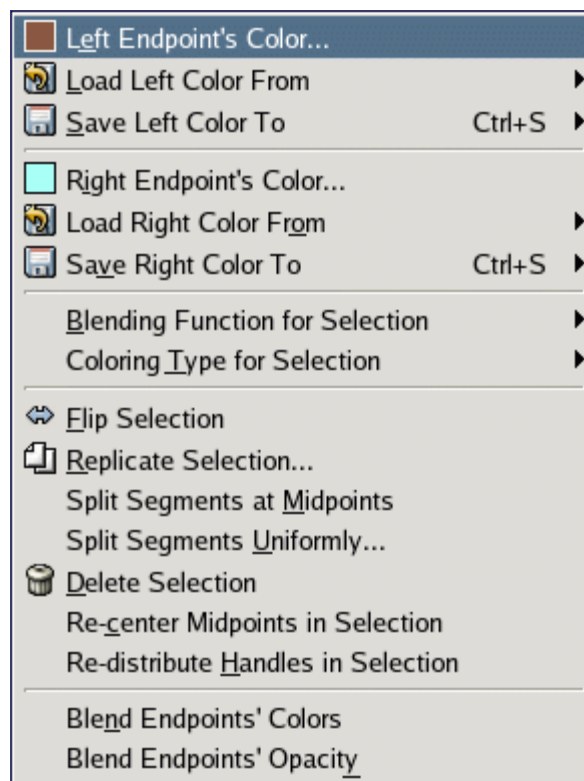 Left Endpoint's Color...
Load Left Color From
Save Left Color To Ctrl+S
Right Endpoint's Color...
Load Right Color From
Save Right Color To Ctrl+S
Blending Function for Selection
Coloring Type for Selection
Flip Selection
Replicate Selection...
Split Segments at Midpoints
Split Segments Uniformly...
Delete Selection
Re-center Midpoints in Selection
Re-distribute Handles in Selection
Blend Endpoints' Colors
Blend Endpoints' Opacity